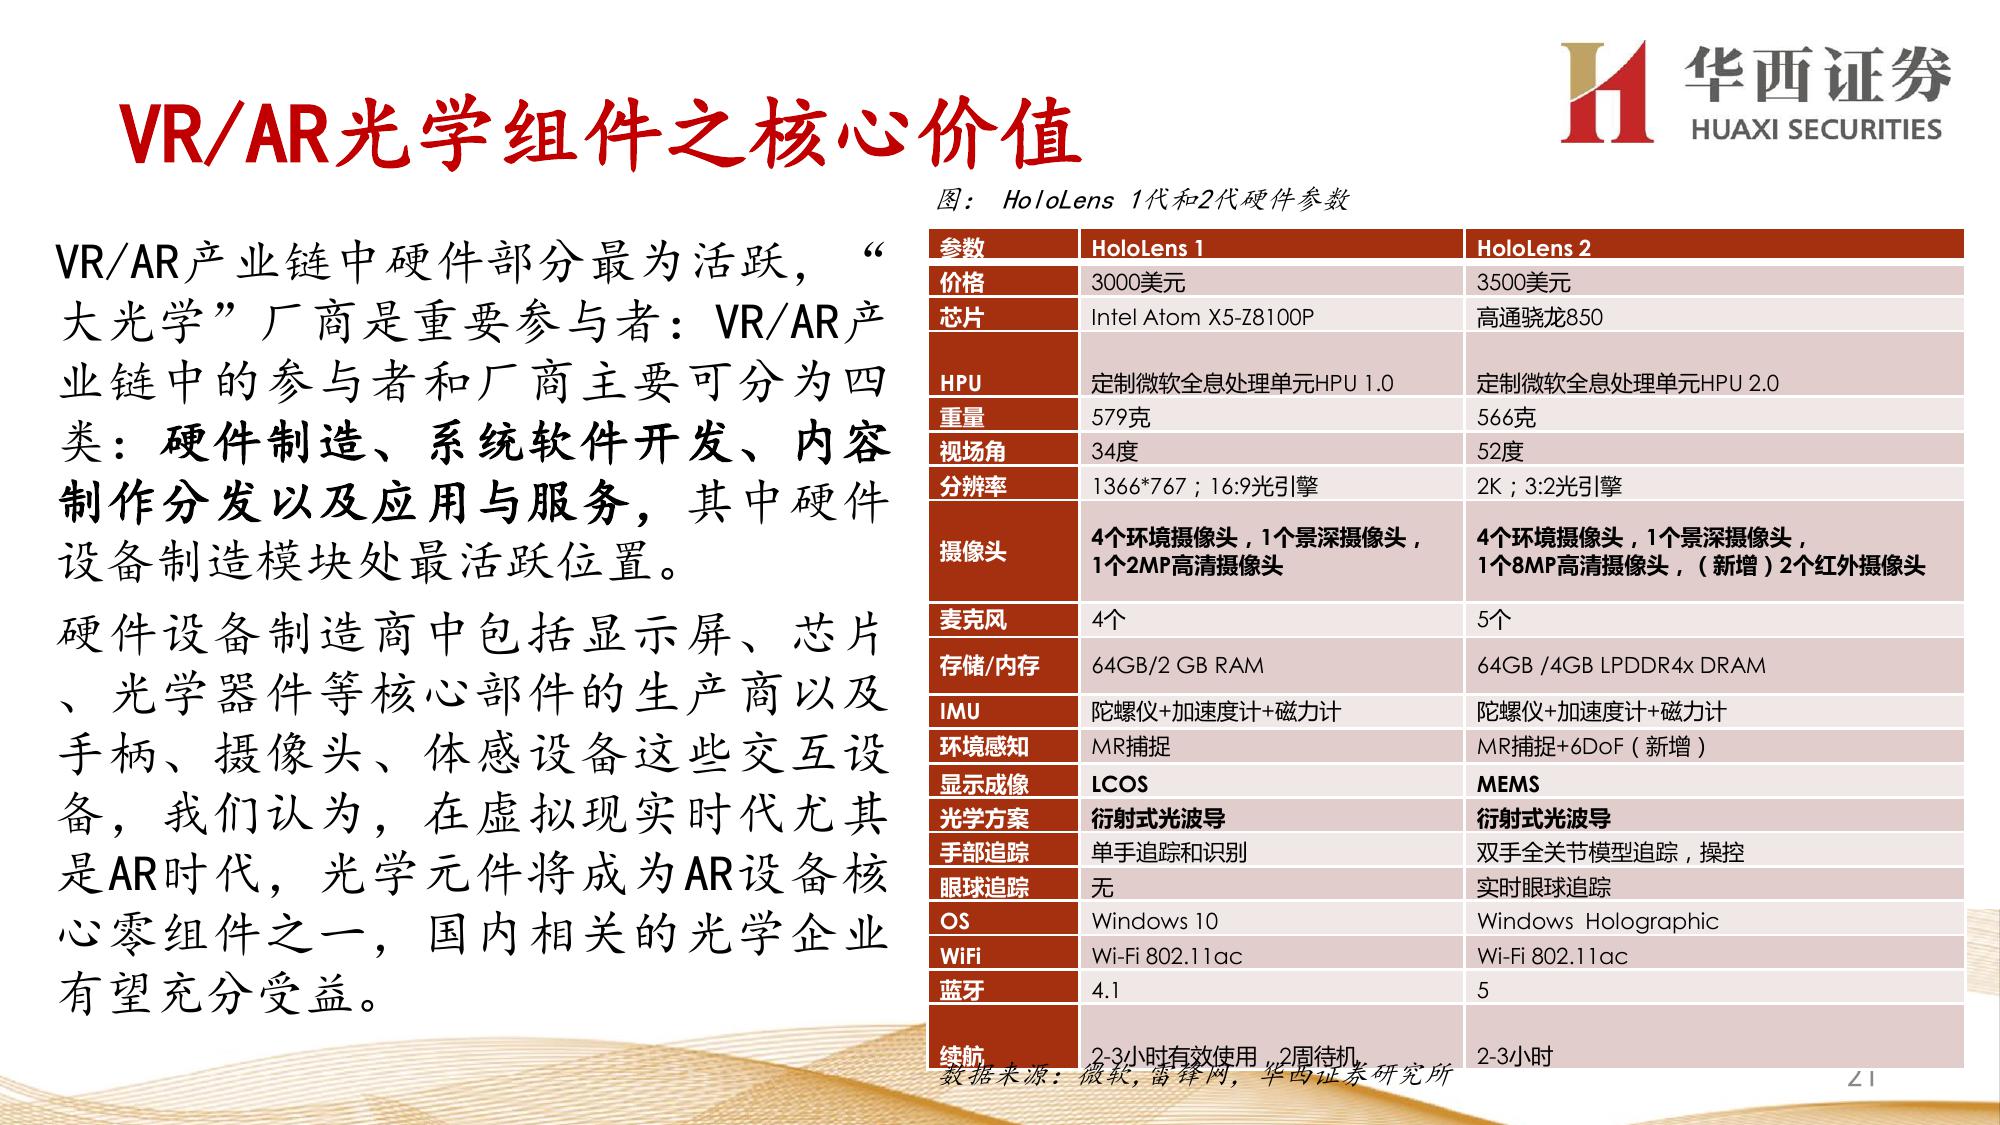 华西证券
HUAXI SECURITIES
VR/AR光学组件之核心价值
VR/AR产业链中硬件部分最为活跃，“
大光学”厂商是重要参与者：VR/AR产
业链中的参与者和厂商主要可分为四
类：硬件制造、系统软件开发、内容
制作分发以及应用与服务，其中硬件
设备制造模块处最活跃位置。
硬件设备制造商中包括显示屏、芯片
、光学器件等核心部件的生产商以及
手柄、摄像头、体感设备这些交互设
备，我们认为，在虚拟现实时代尤其
是AR时代，光学元件将成为AR设备核
心零组件之一，国内相关的光学企业
有望充分受益。
图： HoloLens 1代和2代硬件参数
参数 HoloLens 1 HoloLens 2
价格 3000美元 3500美元
芯片 Intel Atom X5-Z8100P 高通骁龙850
HPU 定制微软全息处理单元HPU 1.0 定制微软全息处理单元HPU 2.0
重量 579克 566克
视场角 34度 52度
分辨率 1366*767；16:9光引擎 2K；3:2光引擎
摄像头 4个环境摄像头，1个景深摄像头， 4个环境摄像头，1个景深摄像头，
1个2MP高清摄像头 1个8MP高清摄像头，（新增）2个红外摄像头
麦克风 4个 5个
存储/内存 64GB/2 GB RAM 64GB /4GB LPDDR4x DRAM
IMU 陀螺仪+加速度计+磁力计 陀螺仪+加速度计+磁力计
环境感知 MR捕捉 MR捕捉+6DoF（新增）
显示成像 LCOS MEMS
光学方案 衍射式光波导 衍射式光波导
手部追踪 单手追踪和识别 双手全关节模型追踪，操控
眼球追踪 无 实时眼球追踪
OS Windows 10 Windows Holographic
WiFi Wi-Fi 802.11ac Wi-Fi 802.11ac
蓝牙 4.1 5
续航 2-3小时有效使用，2周待机 2-3小时
数据来源：微软,雷锋网, 华西证券研究所
21